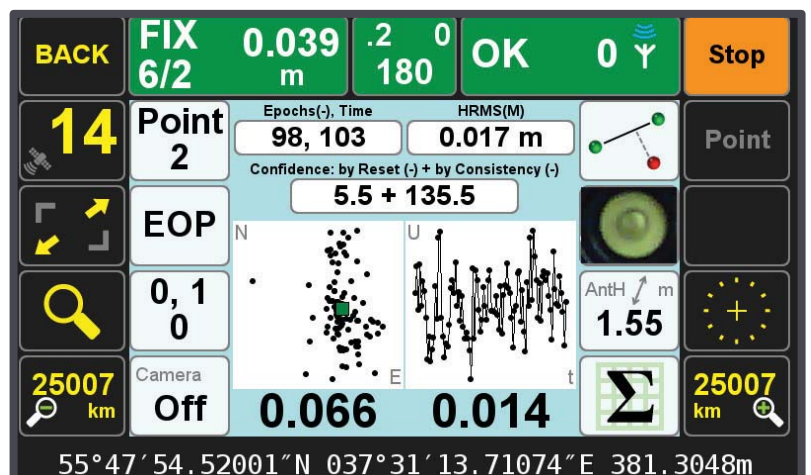 BACK
FIX 0.039
6/2 m
.2 0
180
OK 0
Stop
14
Point
2
Epochs(-), Time
98, 103
HRMS(M)
0.017 m
Confidence: by Reset (-) + by Consistency (-)
5.5 + 135.5
Point
EOP
N
E
U
t
0, 1
0
AntH m
1.55
25007
km
Camera
Off
0.066
0.014
Σ
25007
km
55°47′54.52001″N 037°31′13.71074″E 381.3048m